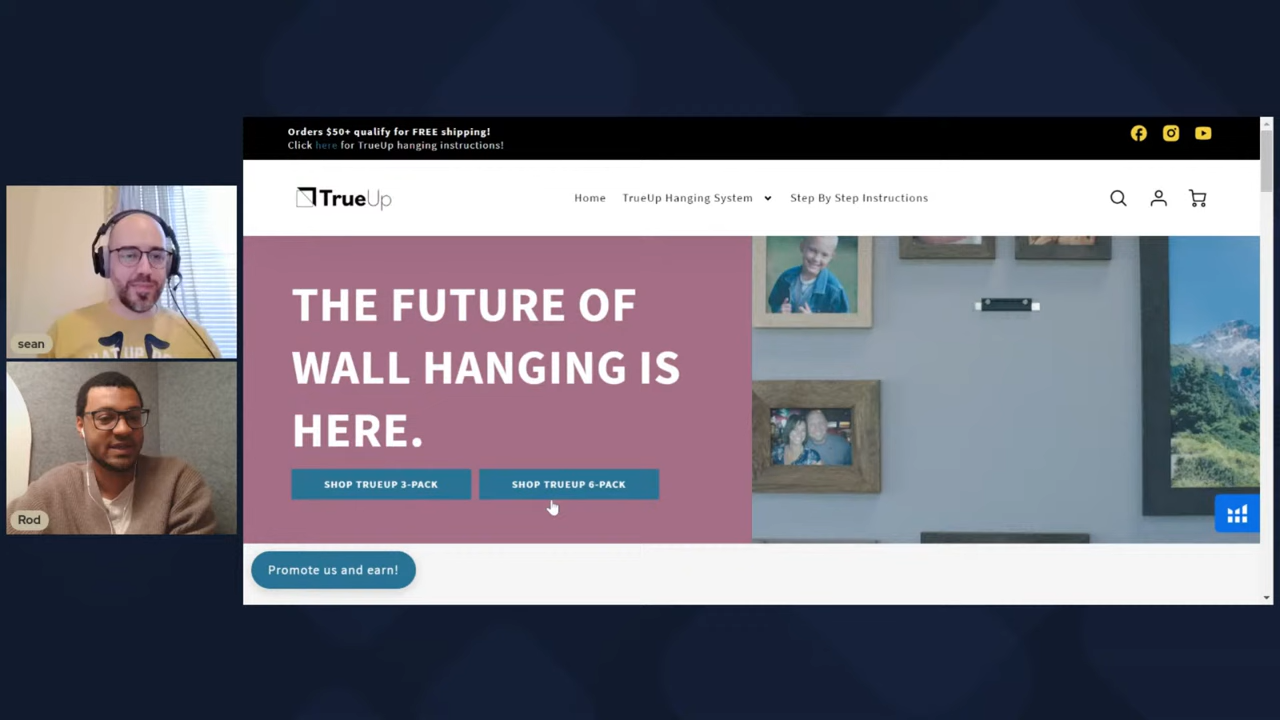 Orders $50+ qualify for FREE shipping!
Click here for TrueUp hanging instructions!
TrueUp
Home
TrueUp Hanging System
Step By Step Instructions
THE FUTURE OF
WALL HANGING IS
HERE.
SHOP TRUEUP 3-PACK
SHOP TRUEUP 6-PACK
Promote us and earn!
sean
Rod